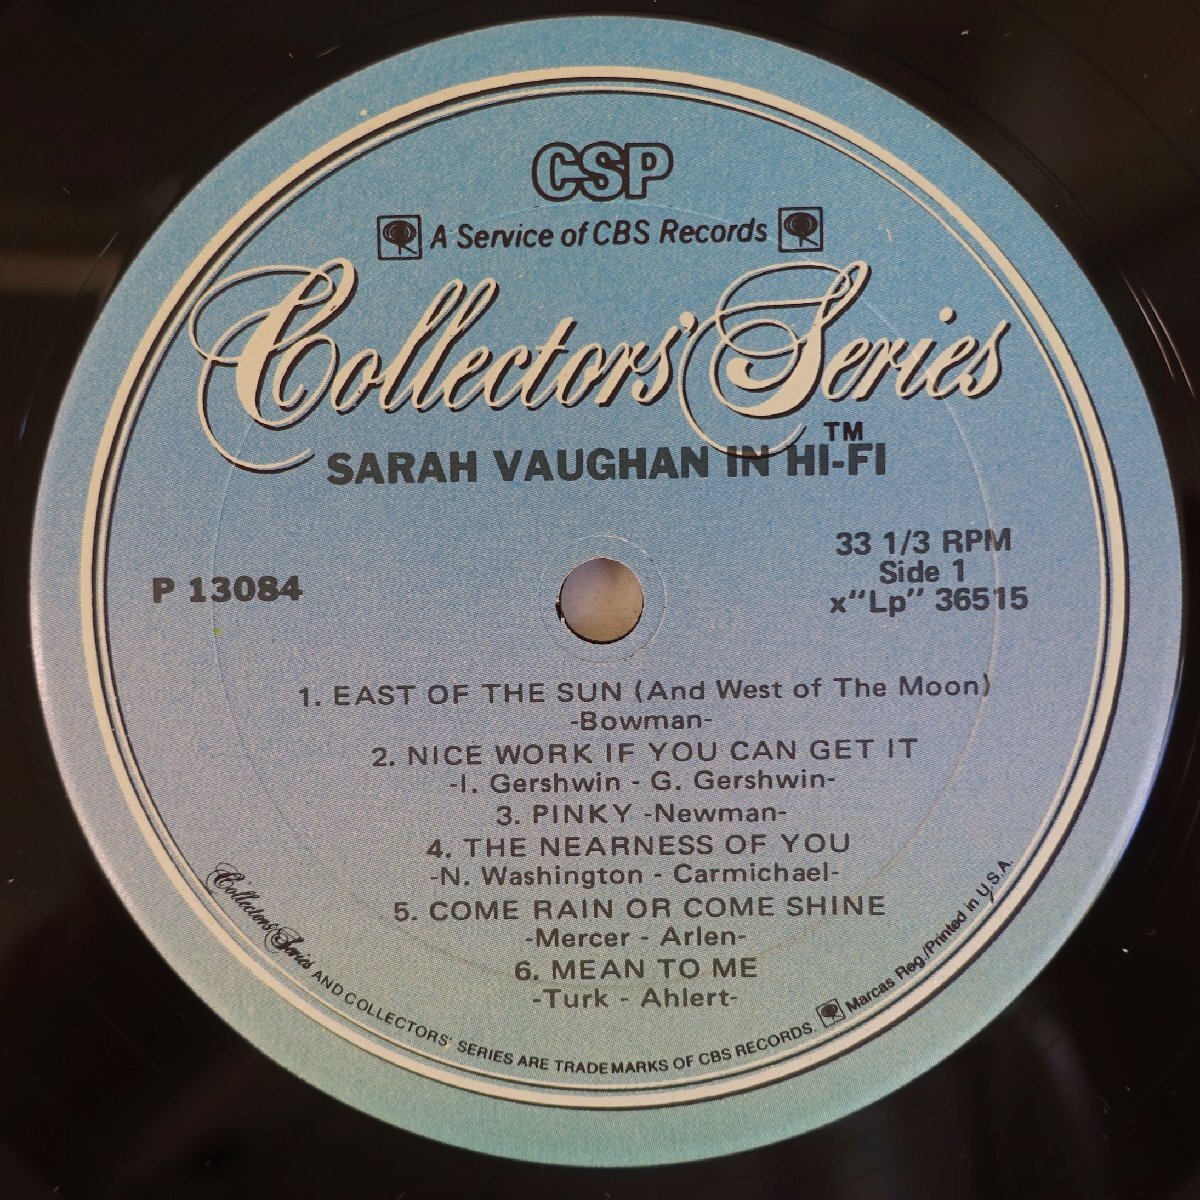 CSP
A Service of CBS Records
Collectors' Series
TM
SARAH VAUGHAN IN HI-FI
P 13084
33 1/3 RPM
Side 1
x"Lp" 36515
1. EAST OF THE SUN (And West of The Moon)
-Bowman-
2. NICE WORK IF YOU CAN GET IT
-I. Gershwin - G. Gershwin-
3. PINKY -Newman-
4. THE NEARNESS OF YOU
-N. Washington - Carmichael-
5. COME RAIN OR COME SHINE
-Mercer - Arlen-
6. MEAN TO ME
-Turk - Ahlert-
Collectors' Series AND COLLECTORS' SERIES ARE TRADEMARKS OF CBS RECORDS Marcas Reg./Printed in U.S.A.